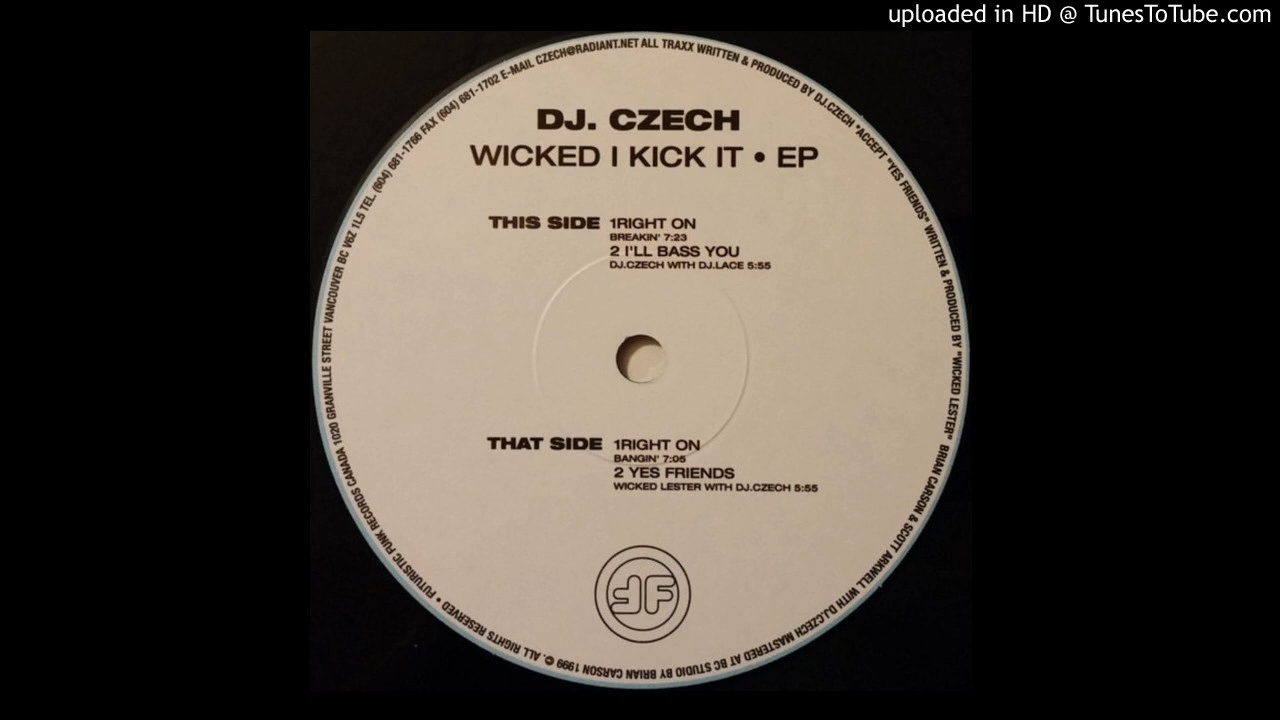 uploaded in HD @ TunesToTube.com
DJ. CZECH
WICKED I KICK IT • EP
THIS SIDE 1RIGHT ON
BREAKIN' 7:23
2 I'LL BASS YOU
DJ.CZECH WITH DJ.LACE 5:55
THAT SIDE 1RIGHT ON
BANGIN' 7:05
2 YES FRIENDS
WICKED LESTER WITH DJ.CZECH 5:55
FF
FUTURISTIC FUNK RECORDS CANADA 1020 GRANVILLE STREET VANCOUVER BC V6Z 1L5 TEL. (604) 681-1766 FAX (604) 681-1702 E-MAIL CZECH@RADIANT.NET ALL TRAXX WRITTEN & PRODUCED BY DJ.CZECH *ACCEPT "YES FRIENDS" WRITTEN & PRODUCED BY "WICKED LESTER" BRIAN CARSON & SCOTT ARKWELL WITH DJ.CZECH MASTERED AT BC STUDIO BY BRIAN CARSON 1999 ©. ALL RIGHTS RESERVED •